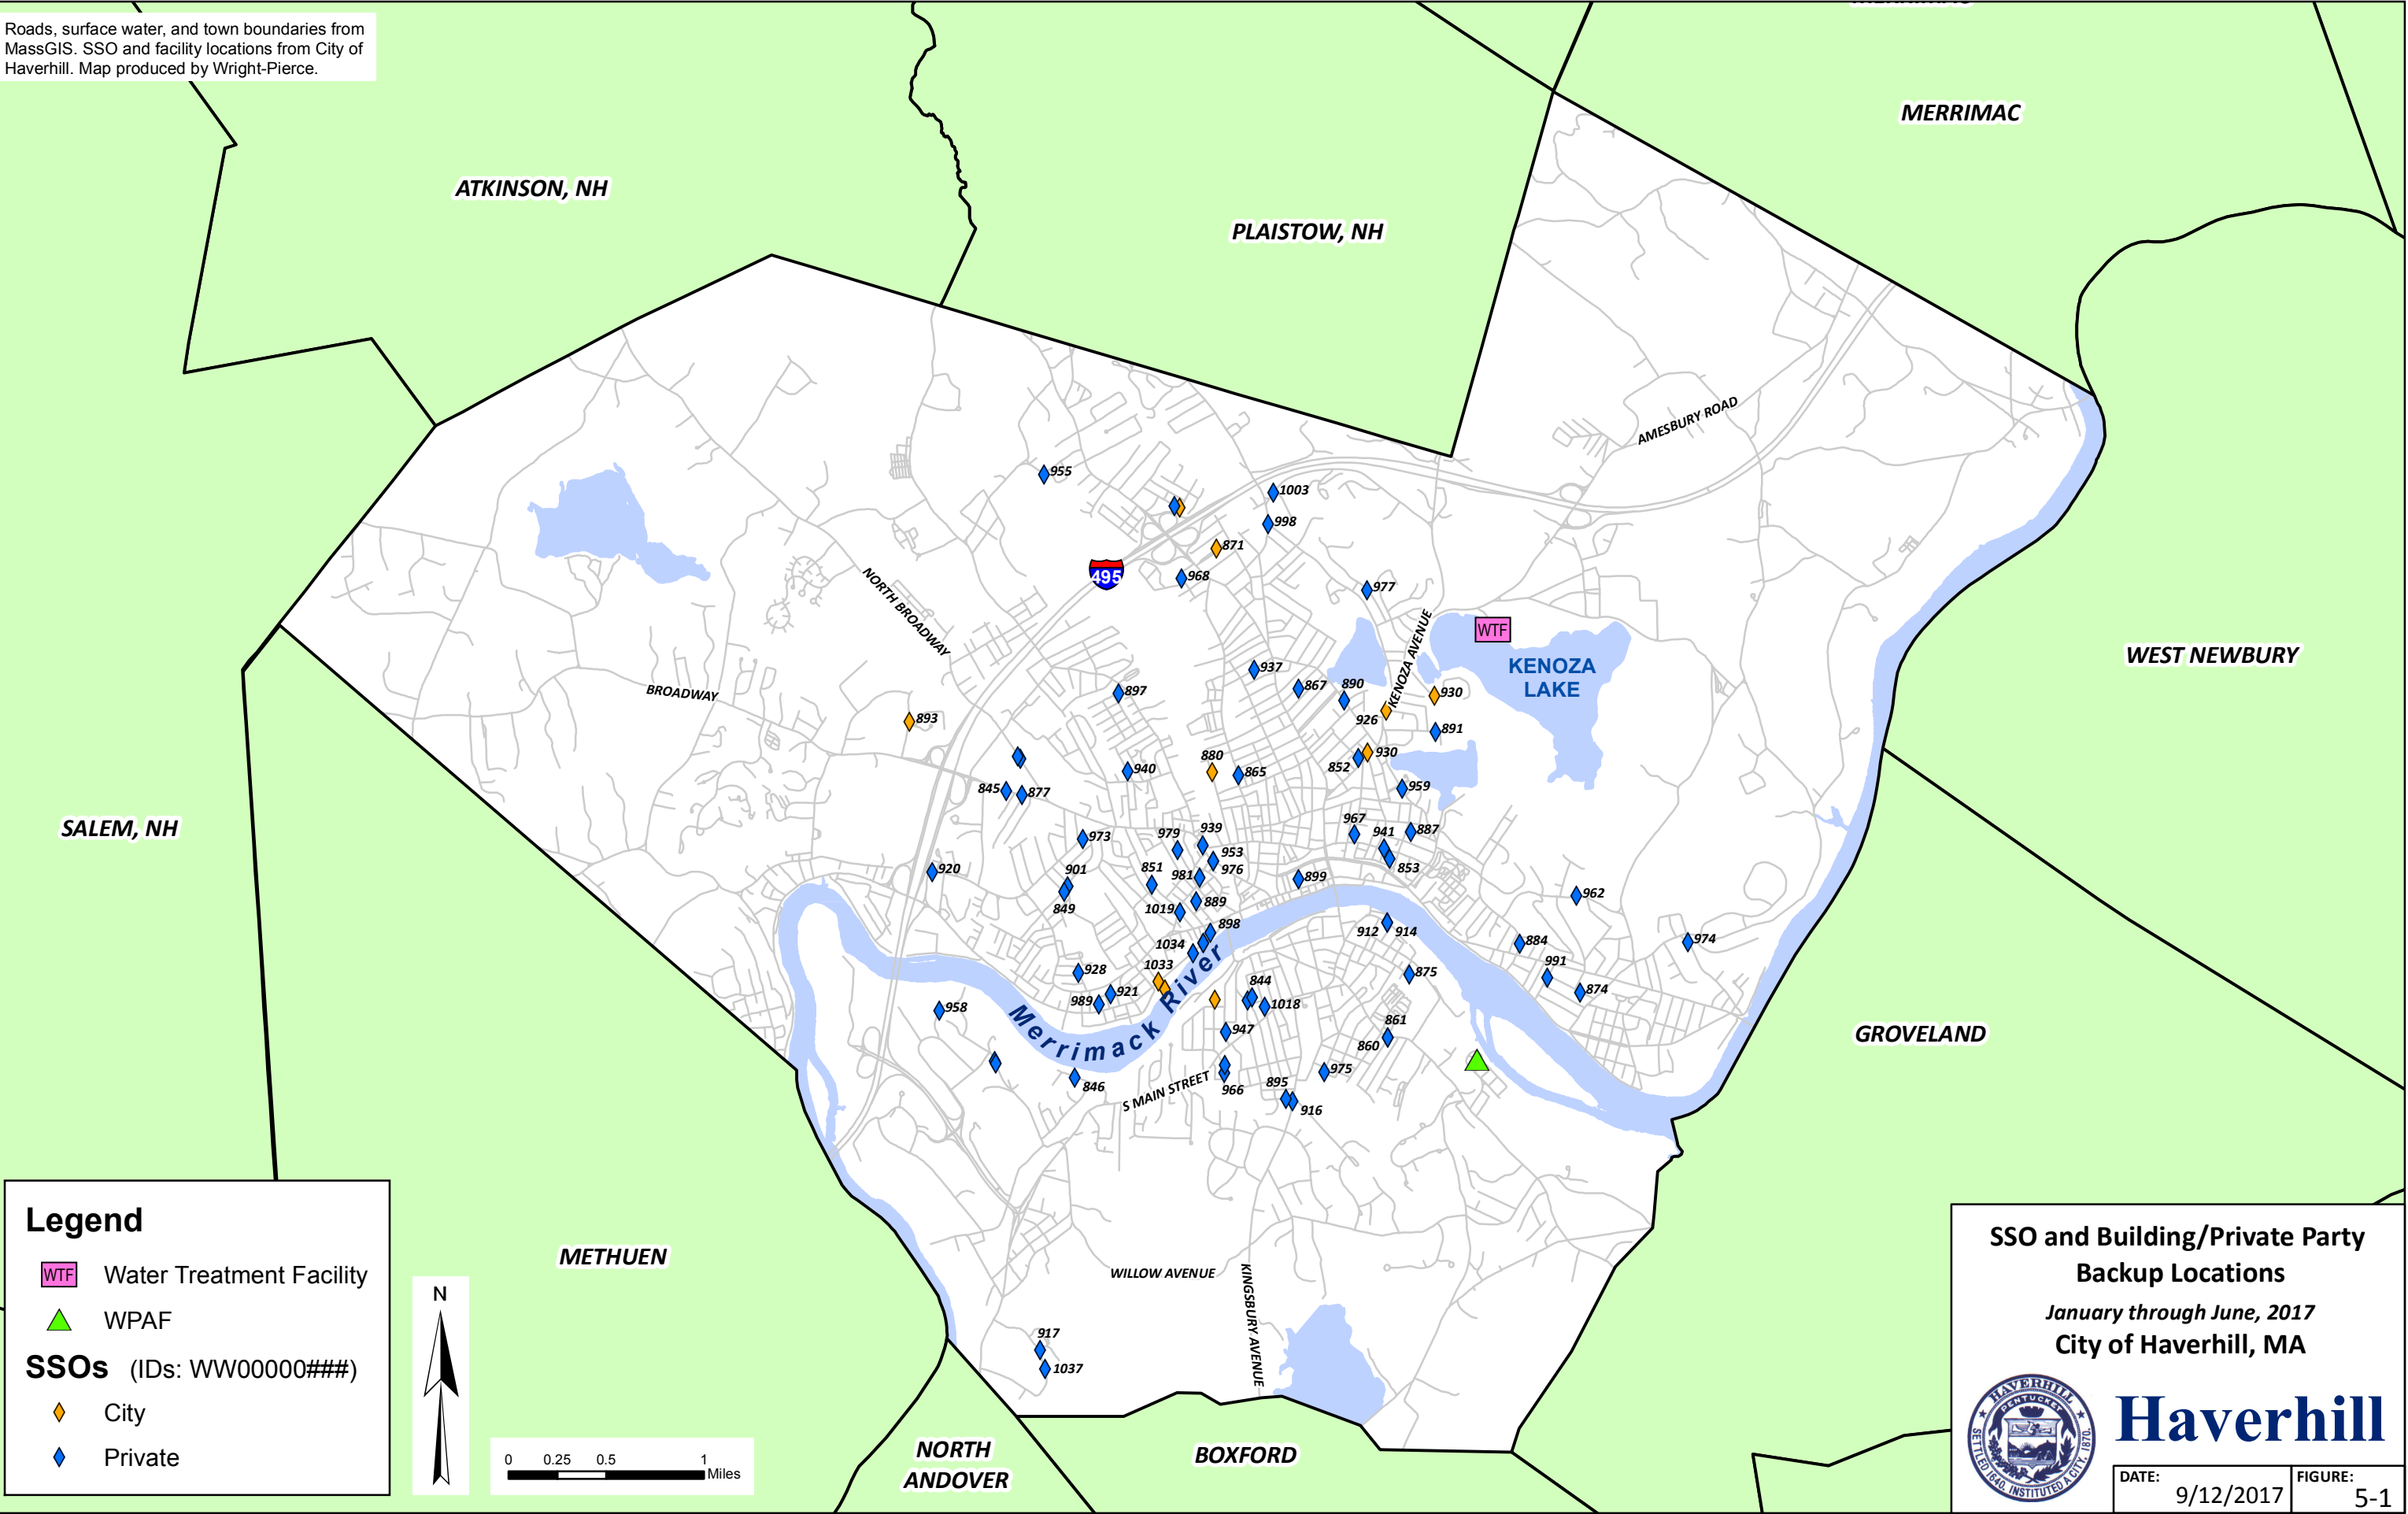 Roads, surface water, and town boundaries from
MassGIS. SSO and facility locations from City of
Haverhill. Map produced by Wright-Pierce.
MERRIMAC
ATKINSON, NH
PLAISTOW, NH
AMESBURY ROAD
955
1003
998
871
495
968
977
NORTH BROADWAY
KENOZA AVENUE
WTF
KENOZA
LAKE
WEST NEWBURY
BROADWAY
937
867
890
897
930
926
893
891
880
930
852
940
865
845
877
959
SALEM, NH
973
979
939
967
941
887
953
976
981
853
920
901
851
899
849
889
1019
962
898
912
914
1034
884
974
1033
991
928
875
874
844
921
989
1018
958
Merrimack River
947
861
860
GROVELAND
846
S MAIN STREET
966
895
975
916
METHUEN
WILLOW AVENUE
KINGSBURY AVENUE
917
1037
NORTH
ANDOVER
BOXFORD
Legend
WTF Water Treatment Facility
WPAF
SSOs (IDs: WW00000###)
City
Private
N
0 0.25 0.5 1
Miles
SSO and Building/Private Party
Backup Locations
January through June, 2017
City of Haverhill, MA
HAVERHILL
PENTUCKET
SETTLED 1640. INSTITUTED A CITY, 1870.
Haverhill
DATE: 9/12/2017
FIGURE: 5-1